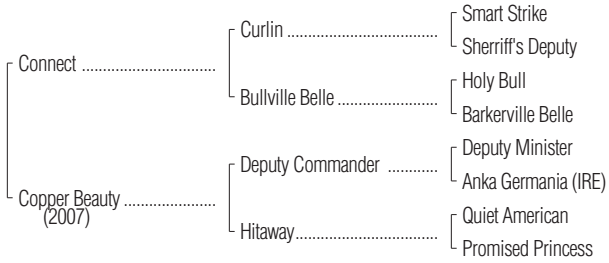 Smart Strike
Curlin ..........................................
Sherriff's Deputy
Connect .....................................
Holy Bull
Bullville Belle ............................
Barkerville Belle
Deputy Minister
Deputy Commander ..............
Anka Germania (IRE)
Copper Beauty .........................
(2007)
Quiet American
Hitaway.......................................
Promised Princess